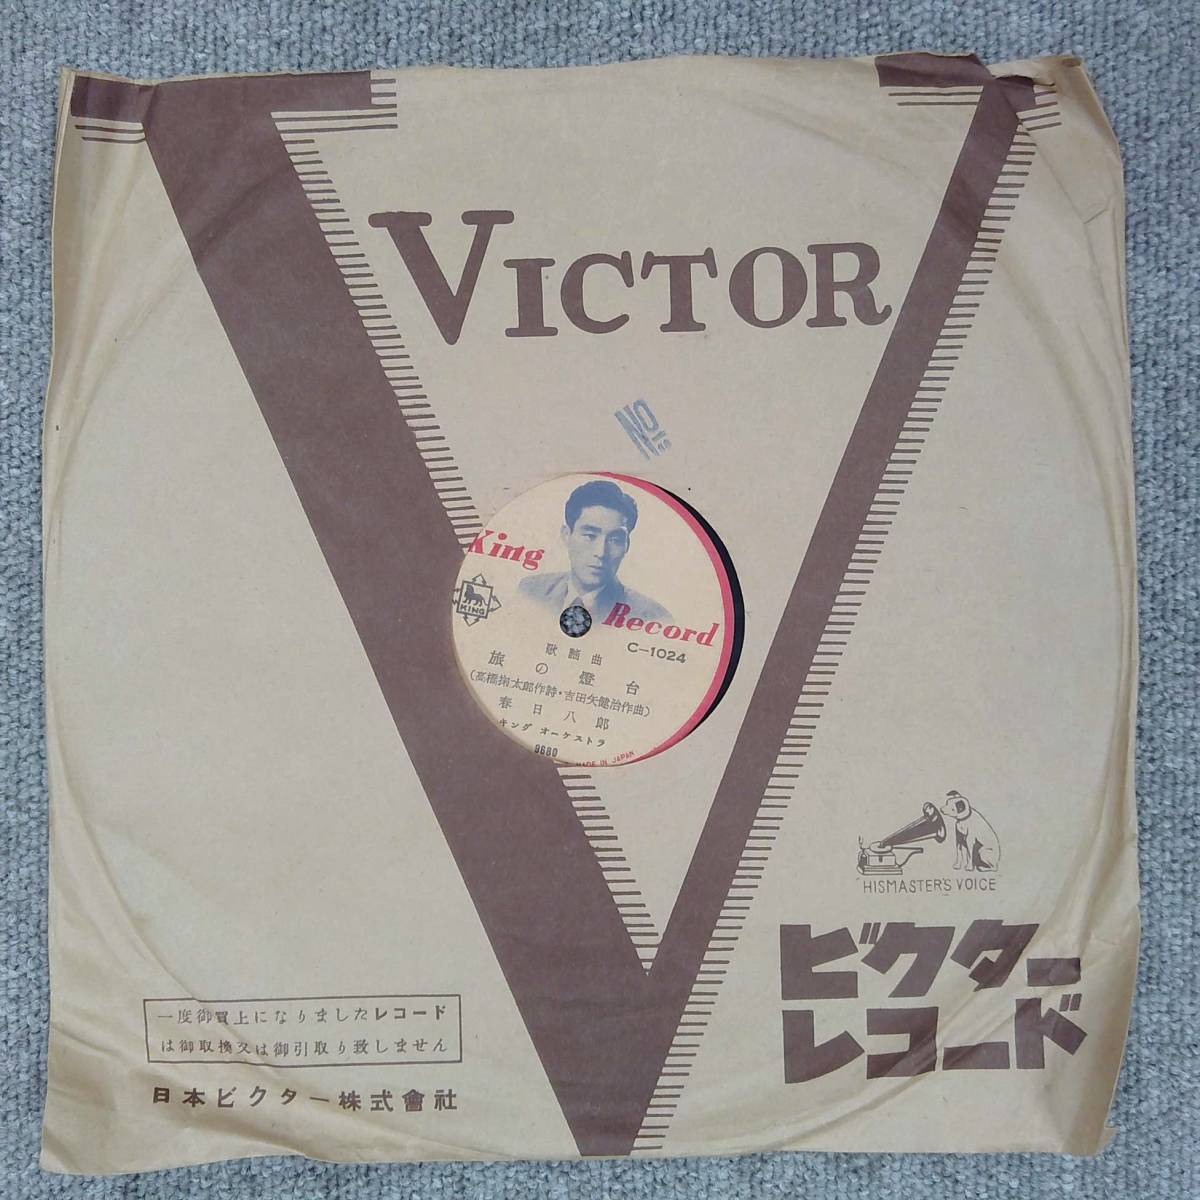 VICTOR
No.
King
Record
KING
C-1024
歌謡曲
旅の燈台
(高橋掬太郎作詩・吉田矢健治作曲)
春日八郎
キング オーケストラ
9680
MADE IN JAPAN
"HISMASTER'S VOICE"
ビクター
レコード
一度御買上になりましたレコード
は御取換又は御引取り致しません
日本ビクター株式會社